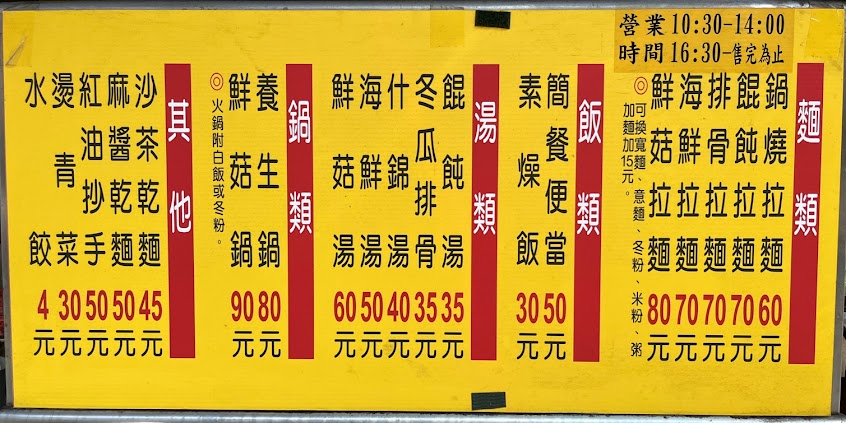 營業10:30-14:00
時間16:30-售完為止
麵類
鍋燒拉麵60元
餛飩拉麵70元
排骨拉麵70元
海鮮拉麵70元
鮮菇拉麵80元
◎可換寬麵、意麵、冬粉、米粉、粥
加麵加15元。
飯類
簡餐便當50元
素燥飯30元
湯類
餛飩湯35元
冬瓜排骨35元
什錦湯40元
海鮮湯50元
鮮菇湯60元
鍋類
養生鍋80元
鮮菇鍋90元
◎火鍋附白飯或冬粉。
其他
沙茶乾麵45元
麻醬乾麵50元
紅油抄手50元
燙青菜30元
水餃4元